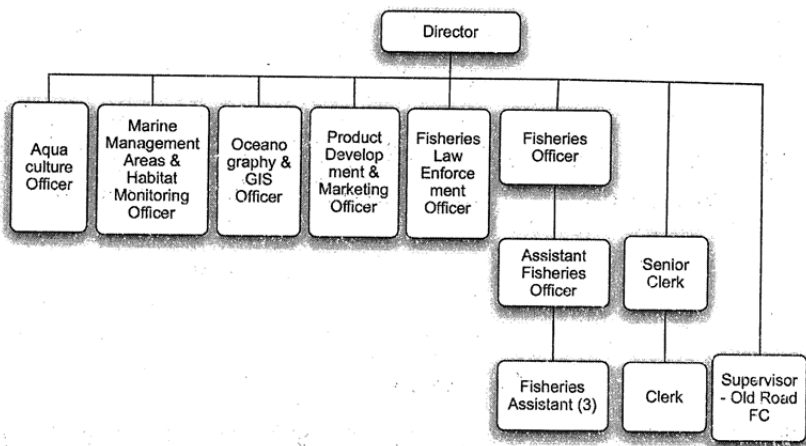 Director
Aqua
culture
Officer
Marine
Management
Areas &
Habitat
Monitoring
Officer
Oceano
graphy &
GIS
Officer
Product
Develop
ment &
Marketing
Officer
Fisheries
Law
Enforce
ment
Officer
Fisheries
Officer
Assistant
Fisheries
Officer
Senior
Clerk
Fisheries
Assistant (3)
Clerk
Supervisor
- Old Road
FC